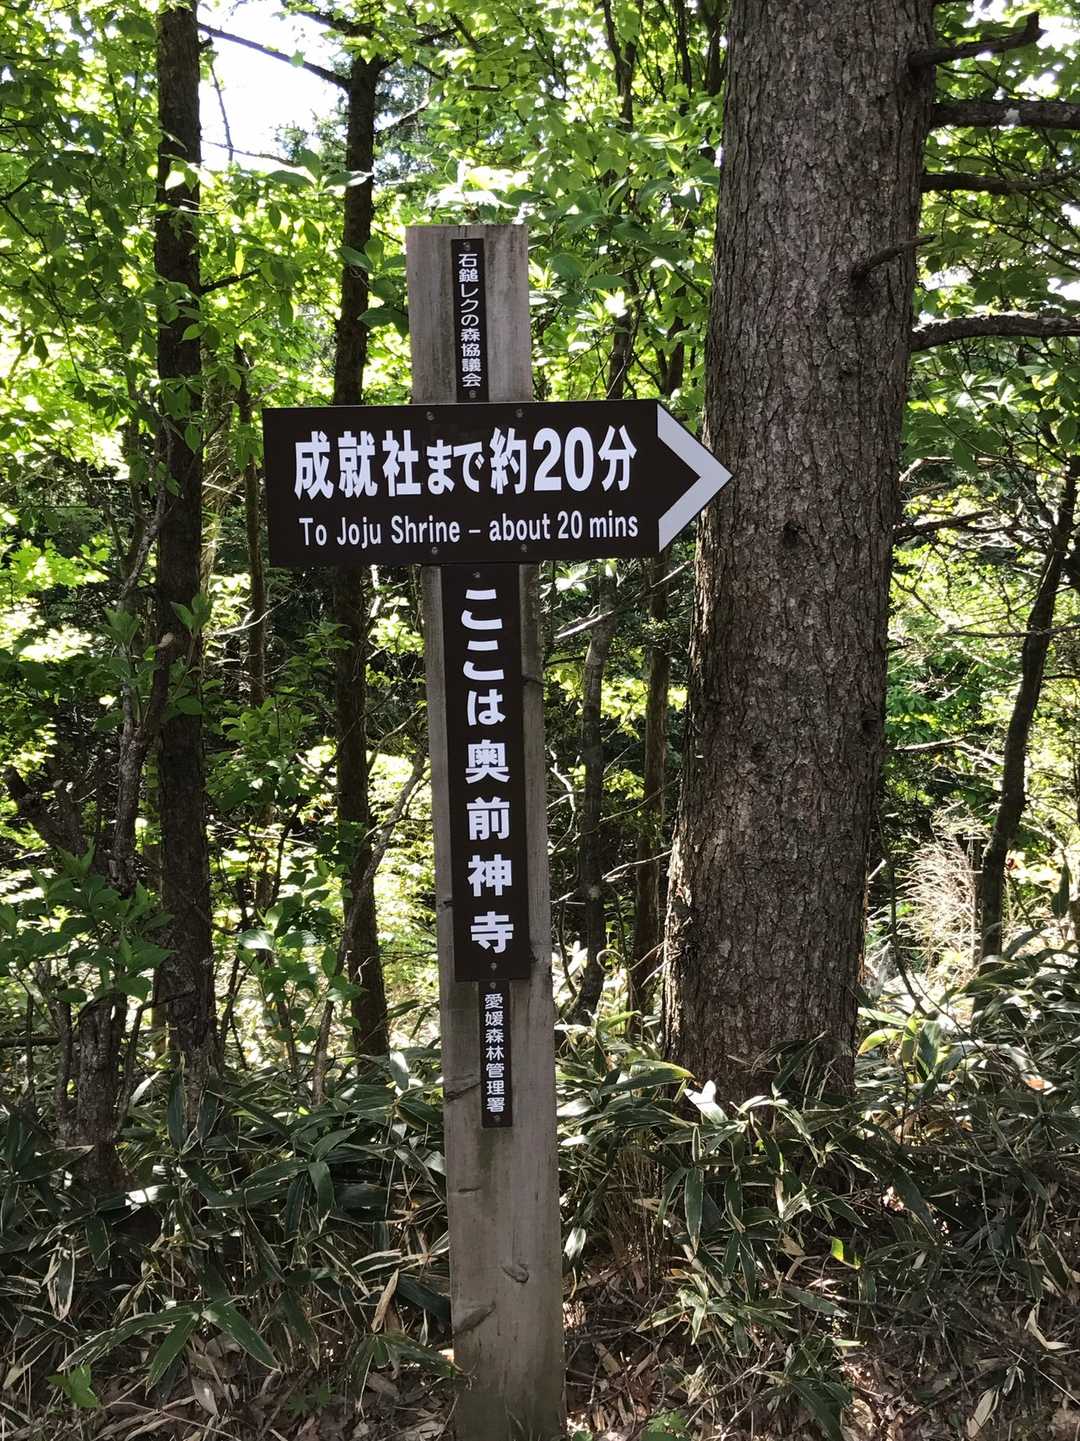 石鎚レクの森協議会
成就社まで約20分
To Joju Shrine – about 20 mins
ここは奥前神寺
愛媛森林管理署